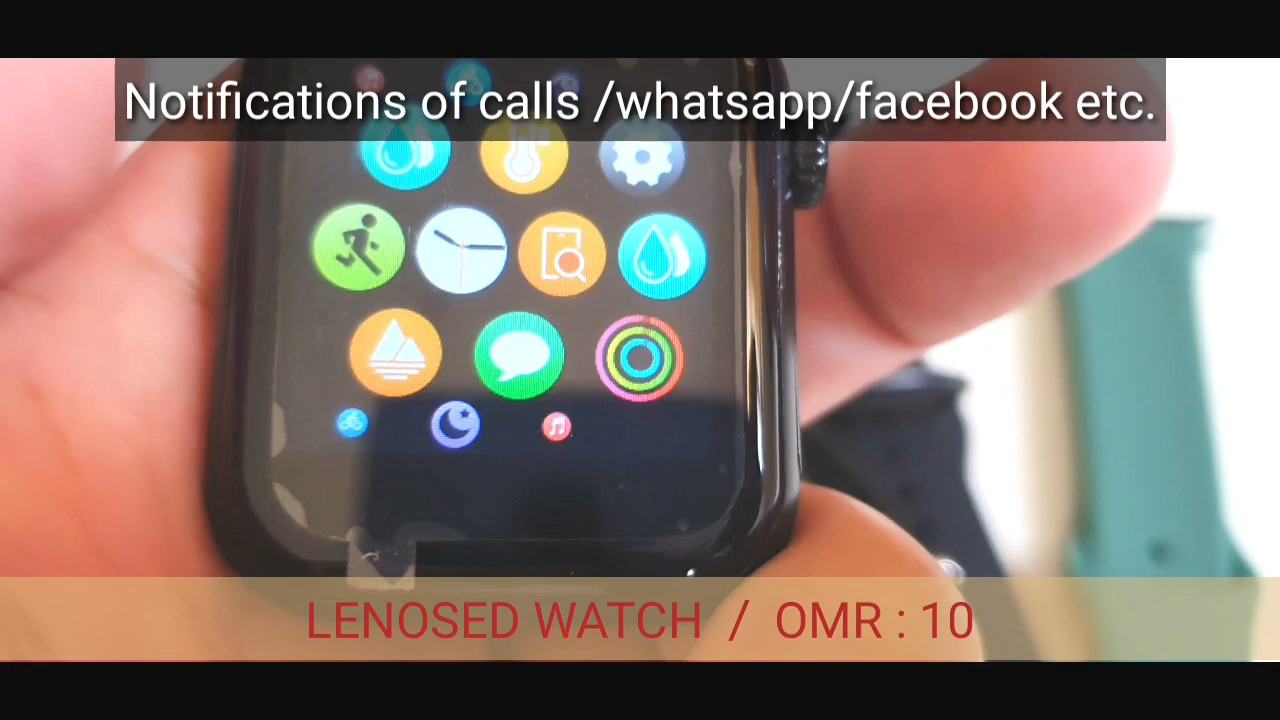 Notifications of calls /whatsapp/facebook etc.
LENOSED WATCH / OMR : 10